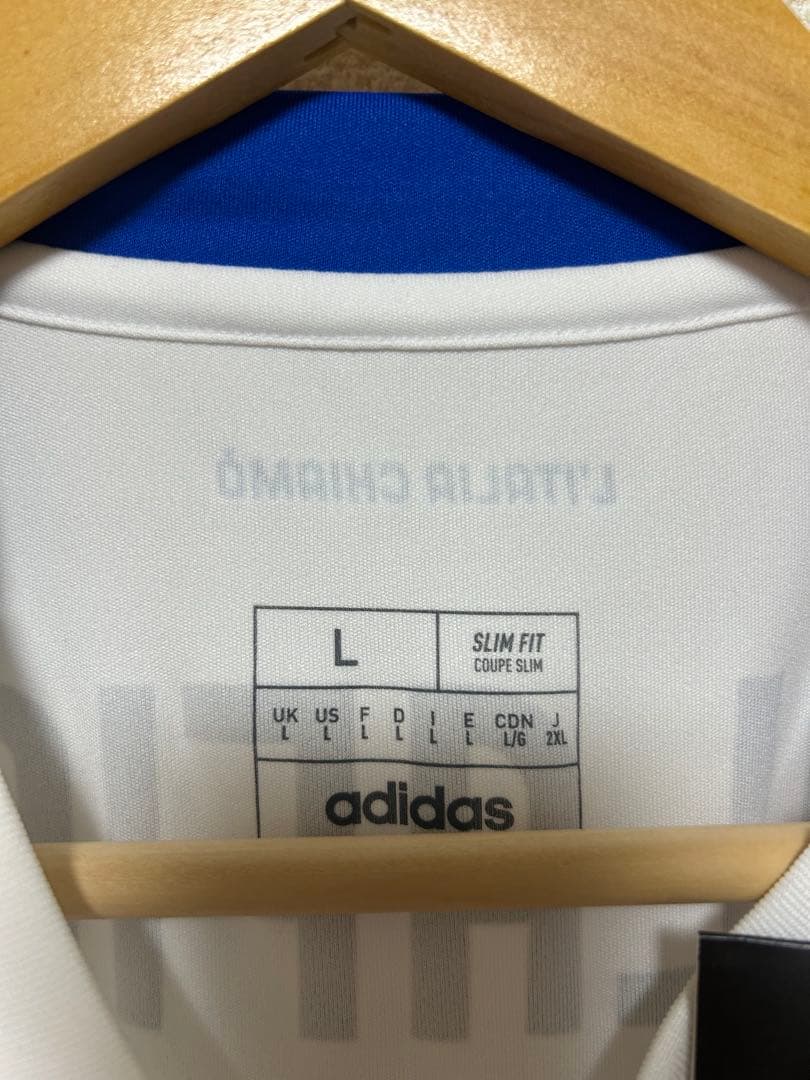 L'ITALIA CHIAMÒ
L
SLIM FIT
COUPE SLIM
UK US F D I E CDN J
L L L L L L L/G 2XL
adidas